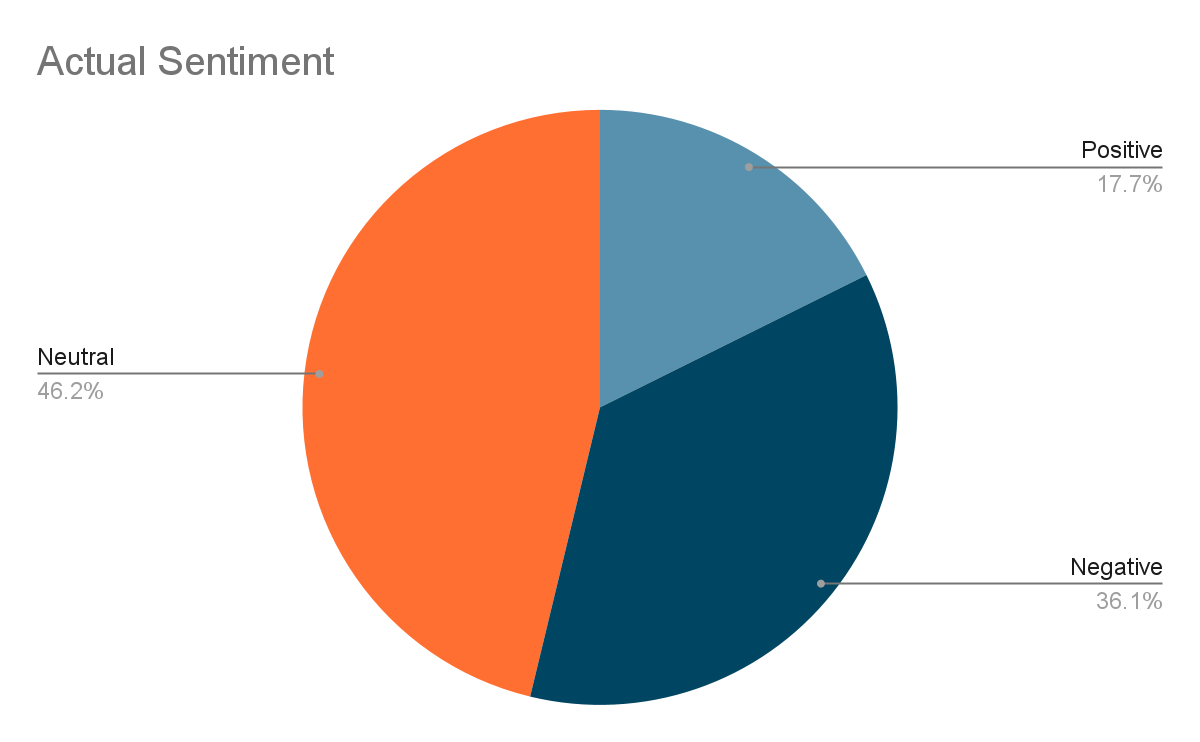 Actual Sentiment
Positive
17.7%
Neutral
46.2%
Negative
36.1%